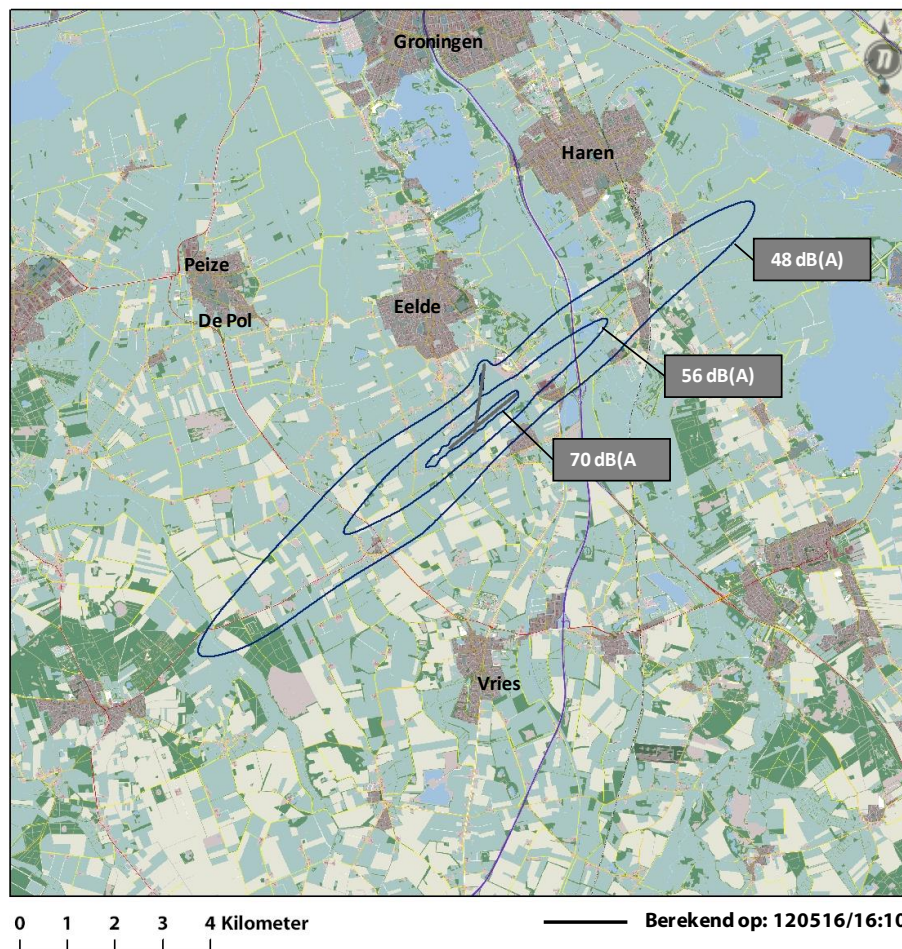 Groningen
n
Haren
48 dB(A)
Peize
Eelde
De Pol
56 dB(A)
70 dB(A
Vries
0 1 2 3 4 Kilometer
Berekend op: 120516/16:10